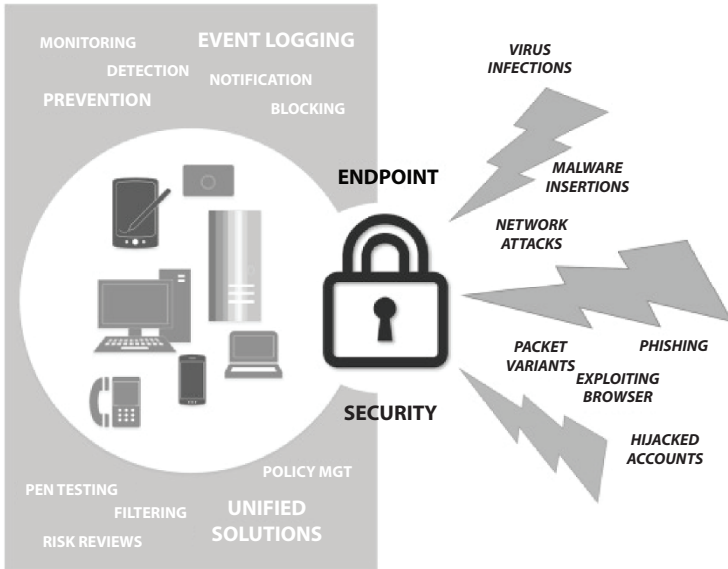 MONITORING
EVENT LOGGING
DETECTION
NOTIFICATION
PREVENTION
BLOCKING
ENDPOINT
SECURITY
POLICY MGT
PEN TESTING
FILTERING
UNIFIED
SOLUTIONS
RISK REVIEWS
VIRUS
INFECTIONS
MALWARE
INSERTIONS
NETWORK
ATTACKS
PACKET
VARIANTS
PHISHING
EXPLOITING
BROWSER
HIJACKED
ACCOUNTS